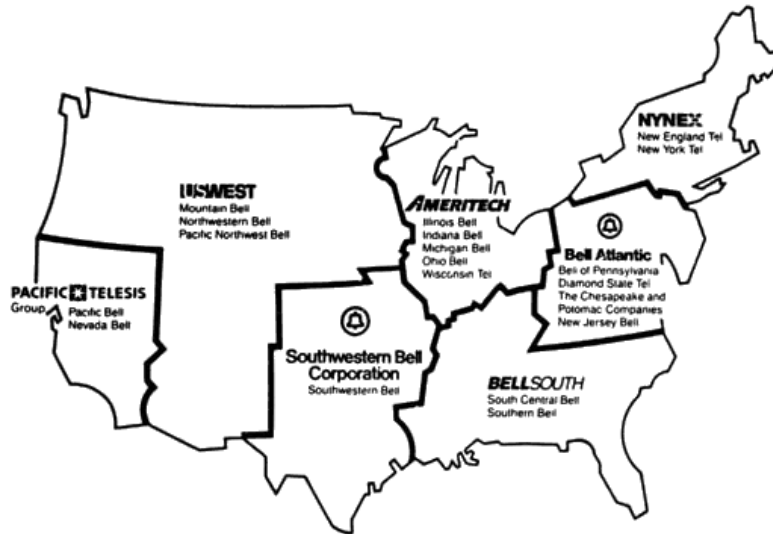 NYNEX
New England Tel
New York Tel
USWEST
Mountain Bell
Northwestern Bell
Pacific Northwest Bell
AMERITECH
Illinois Bell
Indiana Bell
Michigan Bell
Ohio Bell
Wisconsin Tel
Bell Atlantic
Bell of Pennsylvania
Diamond State Tel
The Chesapeake and
Potomac Companies
New Jersey Bell
PACIFIC TELESIS
Group
Pacific Bell
Nevada Bell
Southwestern Bell
Corporation
Southwestern Bell
BELLSOUTH
South Central Bell
Southern Bell